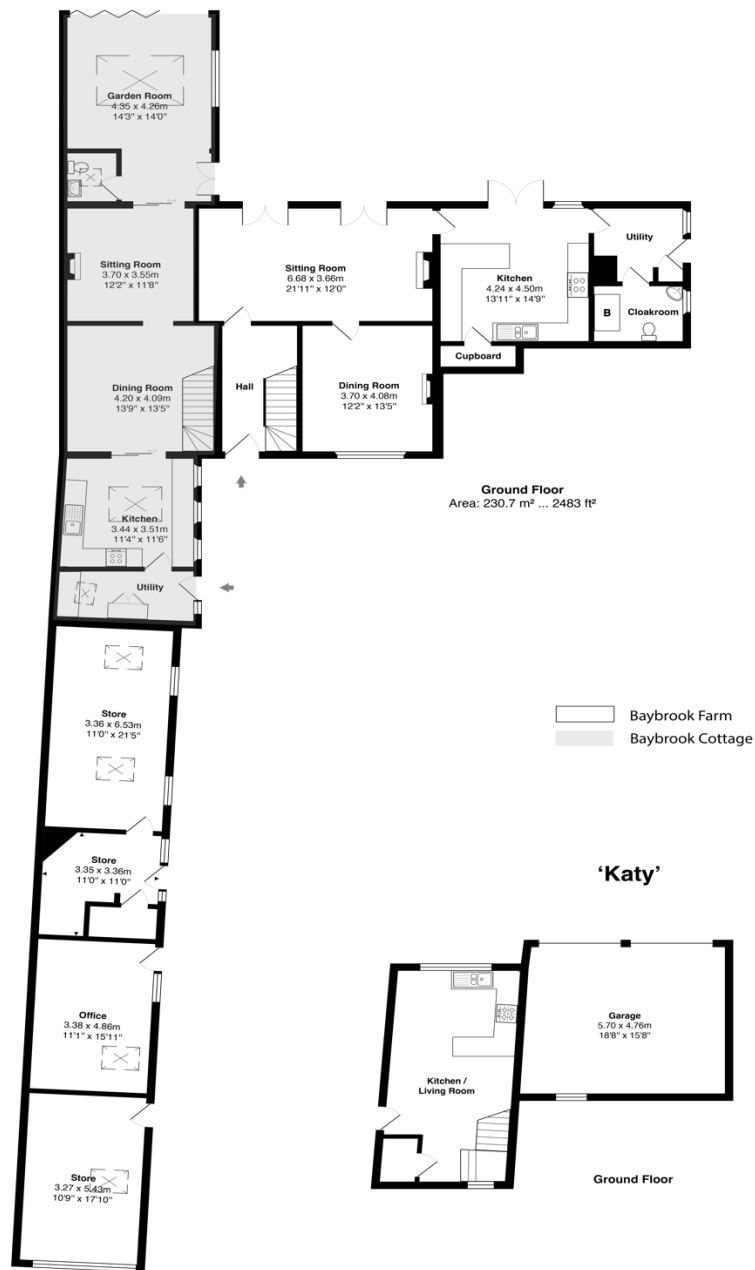 Garden Room
4.35 x 4.26m
14'3" x 14'0"
Sitting Room
3.70 x 3.55m
12'2" x 11'8"
Sitting Room
6.68 x 3.66m
21'11" x 12'0"
Kitchen
4.24 x 4.50m
13'11" x 14'9"
Utility
B
Cloakroom
Cupboard
Dining Room
4.20 x 4.09m
13'9" x 13'5"
Hall
Dining Room
3.70 x 4.08m
12'2" x 13'5"
Kitchen
3.44 x 3.51m
11'4" x 11'6"
Utility
Ground Floor
Area: 230.7 m² ... 2483 ft²
Store
3.36 x 6.53m
11'0" x 21'5"
Baybrook Farm
Baybrook Cottage
Store
3.35 x 3.36m
11'0" x 11'0"
Office
3.38 x 4.86m
11'1" x 15'11"
Store
3.27 x 5.43m
10'9" x 17'10"
'Katy'
Garage
5.70 x 4.76m
18'8" x 15'8"
Kitchen /
Living Room
Ground Floor